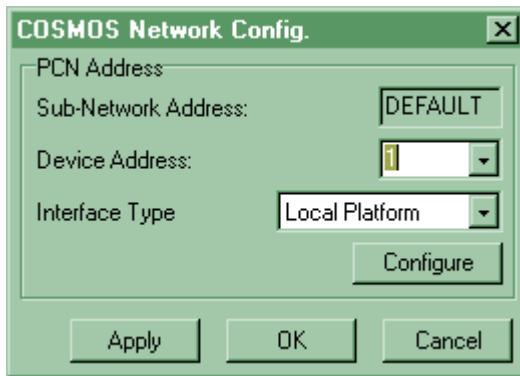 COSMOS Network Config.
PCN Address
Sub-Network Address: DEFAULT
Device Address: 1
Interface Type Local Platform
Configure
Apply OK Cancel